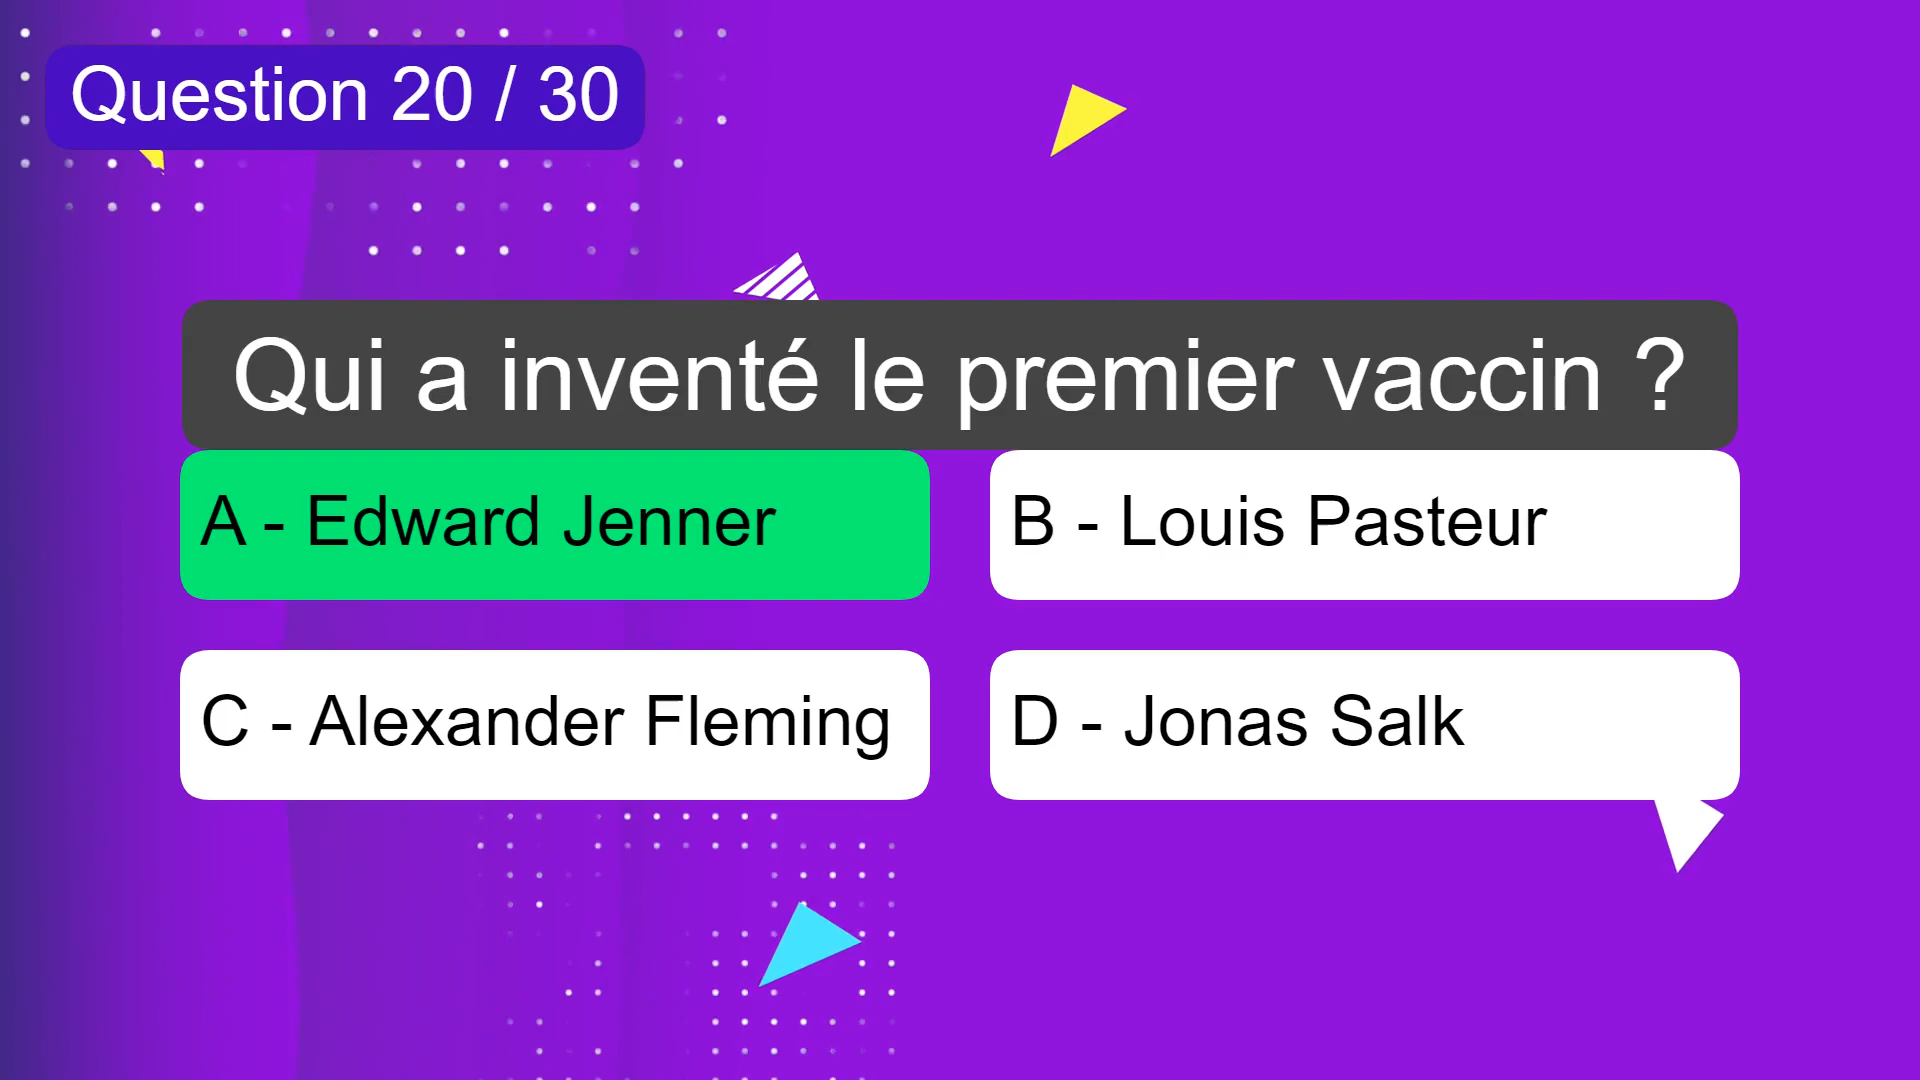 Question 20 / 30
Qui a inventé le premier vaccin ?
A - Edward Jenner
B - Louis Pasteur
C - Alexander Fleming
D - Jonas Salk